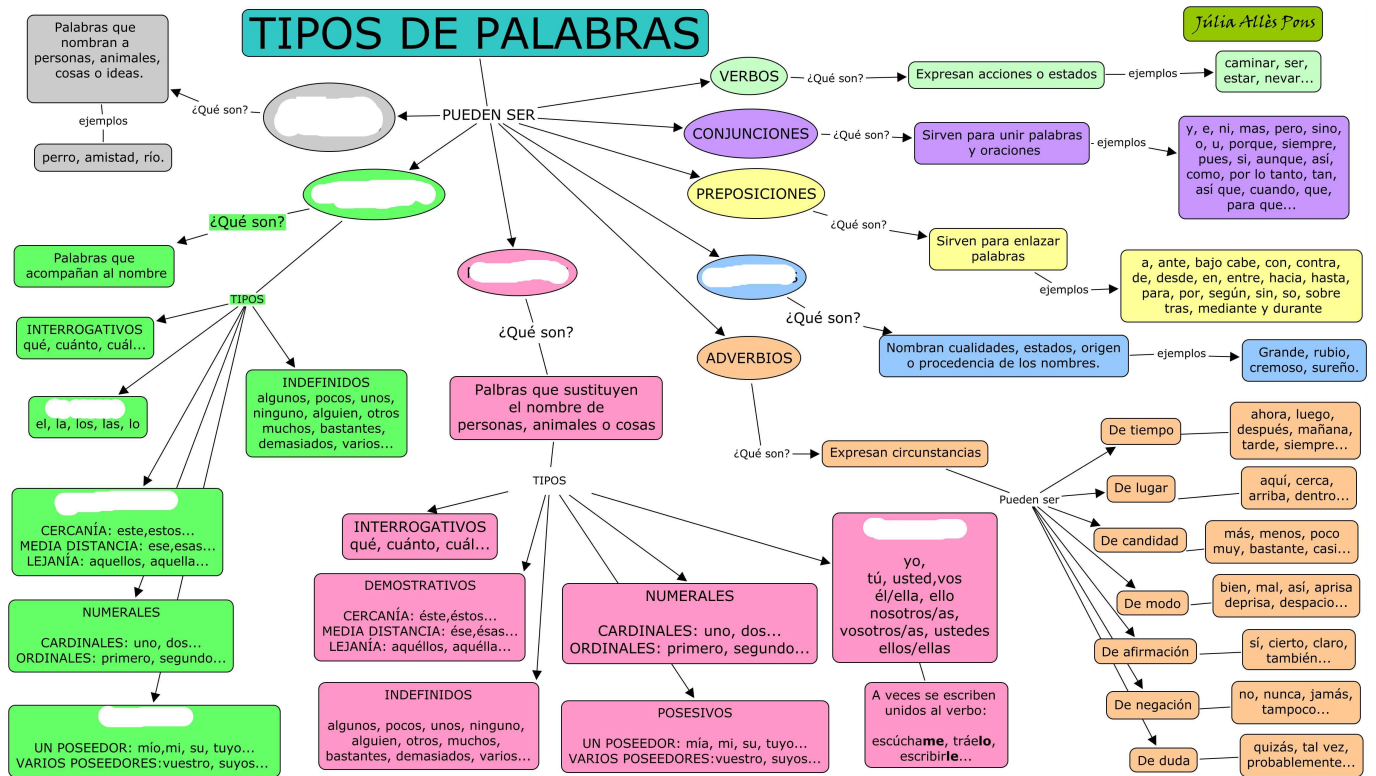 TIPOS DE PALABRAS
Júlia Allès Pons
PUEDEN SER
¿Qué son?
Palabras que
nombran a
personas, animales,
cosas o ideas.
ejemplos
perro, amistad, río.
¿Qué son?
Palabras que
acompañan al nombre
TIPOS
INTERROGATIVOS
qué, cuánto, cuál...
el, la, los, las, lo
INDEFINIDOS
algunos, pocos, unos,
ninguno, alguien, otros
muchos, bastantes,
demasiados, varios...
CERCANÍA: este,estos...
MEDIA DISTANCIA: ese,esas...
LEJANÍA: aquellos, aquella...
NUMERALES
CARDINALES: uno, dos...
ORDINALES: primero, segundo...
UN POSEEDOR: mío,mi, su, tuyo...
VARIOS POSEEDORES:vuestro, suyos...
¿Qué son?
Palbras que sustituyen
el nombre de
personas, animales o cosas
TIPOS
INTERROGATIVOS
qué, cuánto, cuál...
DEMOSTRATIVOS
CERCANÍA: éste,éstos...
MEDIA DISTANCIA: ése,ésas...
LEJANÍA: aquéllos, aquélla...
INDEFINIDOS
algunos, pocos, unos, ninguno,
alguien, otros, muchos,
bastantes, demasiados, varios...
NUMERALES
CARDINALES: uno, dos...
ORDINALES: primero, segundo...
POSESIVOS
UN POSEEDOR: mía, mi, su, tuyo...
VARIOS POSEEDORES:vuestro, suyos...
yo,
tú, usted,vos
él/ella, ello
nosotros/as,
vosotros/as, ustedes
ellos/ellas
A veces se escriben
unidos al verbo:
escúchame, tráelo,
escribirle...
VERBOS
¿Qué son?
Expresan acciones o estados
ejemplos
caminar, ser,
estar, nevar...
CONJUNCIONES
¿Qué son?
Sirven para unir palabras
y oraciones
ejemplos
y, e, ni, mas, pero, sino,
o, u, porque, siempre,
pues, si, aunque, así,
como, por lo tanto, tan,
así que, cuando, que,
para que...
PREPOSICIONES
¿Qué son?
Sirven para enlazar
palabras
ejemplos
a, ante, bajo cabe, con, contra,
de, desde, en, entre, hacia, hasta,
para, por, según, sin, so, sobre
tras, mediante y durante
¿Qué son?
Nombran cualidades, estados, origen
o procedencia de los nombres.
ejemplos
Grande, rubio,
cremoso, sureño.
ADVERBIOS
¿Qué son?
Expresan circunstancias
Pueden ser
De tiempo
ahora, luego,
después, mañana,
tarde, siempre...
De lugar
aquí, cerca,
arriba, dentro...
De candidad
más, menos, poco
muy, bastante, casi...
De modo
bien, mal, así, aprisa
deprisa, despacio...
De afirmación
sí, cierto, claro,
también...
De negación
no, nunca, jamás,
tampoco...
De duda
quizás, tal vez,
probablemente...